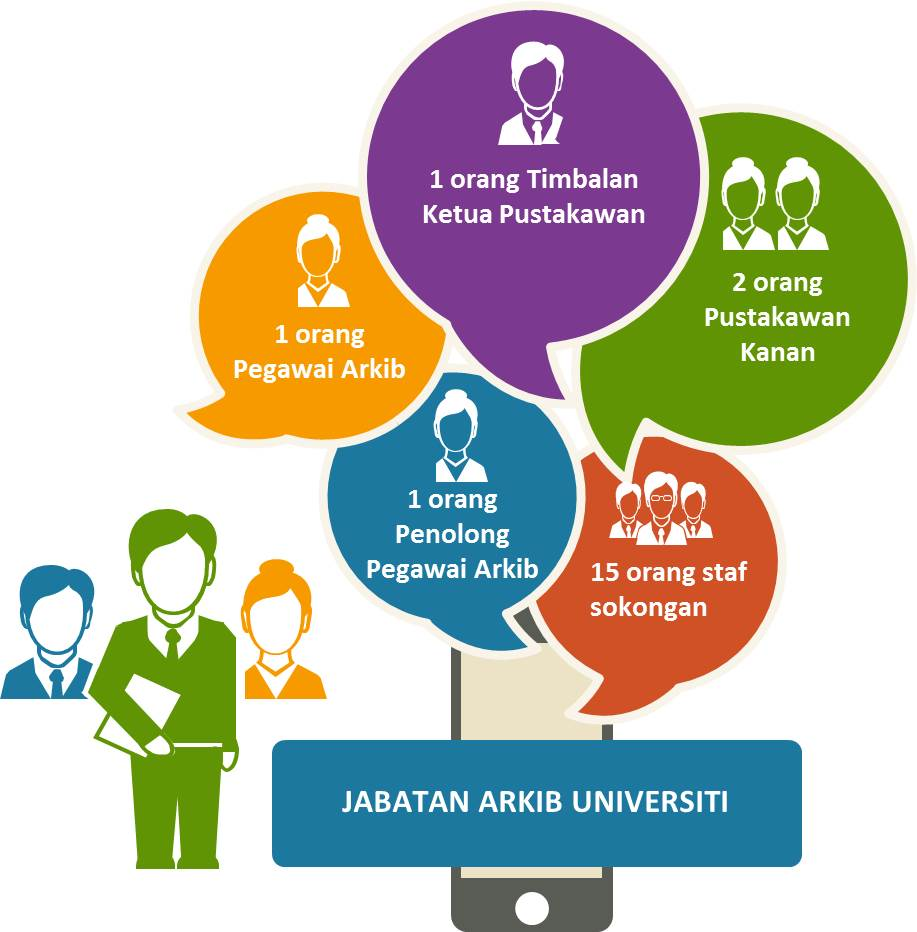 1 orang Timbalan
Ketua Pustakawan
2 orang
Pustakawan
Kanan
1 orang
Pegawai Arkib
1 orang
Penolong
Pegawai Arkib
15 orang staf
sokongan
JABATAN ARKIB UNIVERSITI